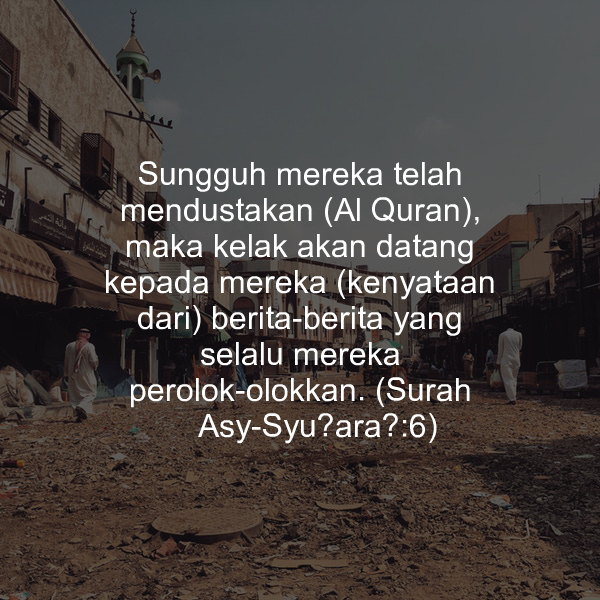 Sungguh mereka telah
mendustakan (Al Quran),
maka kelak akan datang
kepada mereka (kenyataan
dari) berita-berita yang
selalu mereka
perolok-olokkan. (Surah
Asy-Syu?ara?:6)